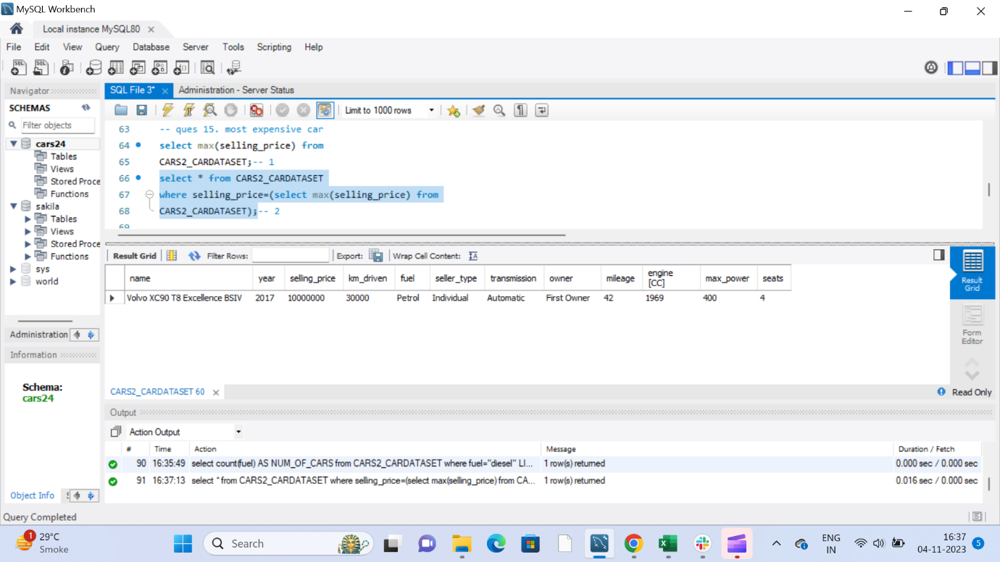 MySQL Workbench
Local instance MySQL80
File Edit View Query Database Server Tools Scripting Help
Navigator
SCHEMAS
Filter objects
cars24
Tables
Views
Stored Proce
Functions
sakila
Tables
Views
Stored Proce
Functions
sys
world
Administration
Information
Schema:
cars24
Object Info
Query Completed
SQL File 3* Administration - Server Status
Limit to 1000 rows
63 -- ques 15. most expensive car
64 select max(selling_price) from
65 CARS2_CARDATASET;-- 1
66 select * from CARS2_CARDATASET
67 where selling_price=(select max(selling_price) from
68 CARS2_CARDATASET);-- 2
69
Result Grid Filter Rows: Export: Wrap Cell Content:
name year selling_price km_driven fuel seller_type transmission owner mileage engine [CC] max_power seats
Volvo XC90 T8 Excellence BSIV 2017 10000000 30000 Petrol Individual Automatic First Owner 42 1969 400 4
Result
Grid
Form
Editor
CARS2_CARDATASET 60
Read Only
Output
Action Output
# Time Action Message Duration / Fetch
90 16:35:49 select count(fuel) AS NUM_OF_CARS from CARS2_CARDATASET where fuel="diesel" LI... 1 row(s) returned 0.000 sec / 0.000 sec
91 16:37:13 select * from CARS2_CARDATASET where selling_price=(select max(selling_price) from CA... 1 row(s) returned 0.016 sec / 0.000 sec
1
29°C
Smoke
Search
ENG
IN
16:37
04-11-2023
5